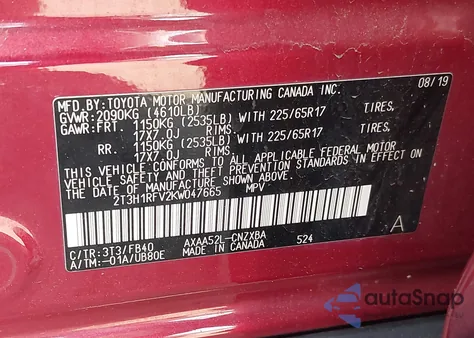 MFD.BY:TOYOTA MOTOR MANUFACTURING CANADA INC. 08/19
GVWR:2090KG (4610LB)
GAWR:FRT 1150KG (2535LB) WITH 225/65R17 TIRES,
17X7.0J RIMS.
RR 1150KG (2535LB) WITH 225/65R17 TIRES,
17X7.0J RIMS.
THIS VEHICLE CONFORMS TO ALL APPLICABLE FEDERAL MOTOR
VEHICLE SAFETY AND BUMPER STANDARDS IN EFFECT ON
THE DATE OF MANUFACTURE SHOWN ABOVE.
2T3H1RFV2KW047665 MPV
C/TR:3T3/FB40 AXAA52L-CNZXBA 524 A
A/TM:-01A/UB80E MADE IN CANADA
autoSnap